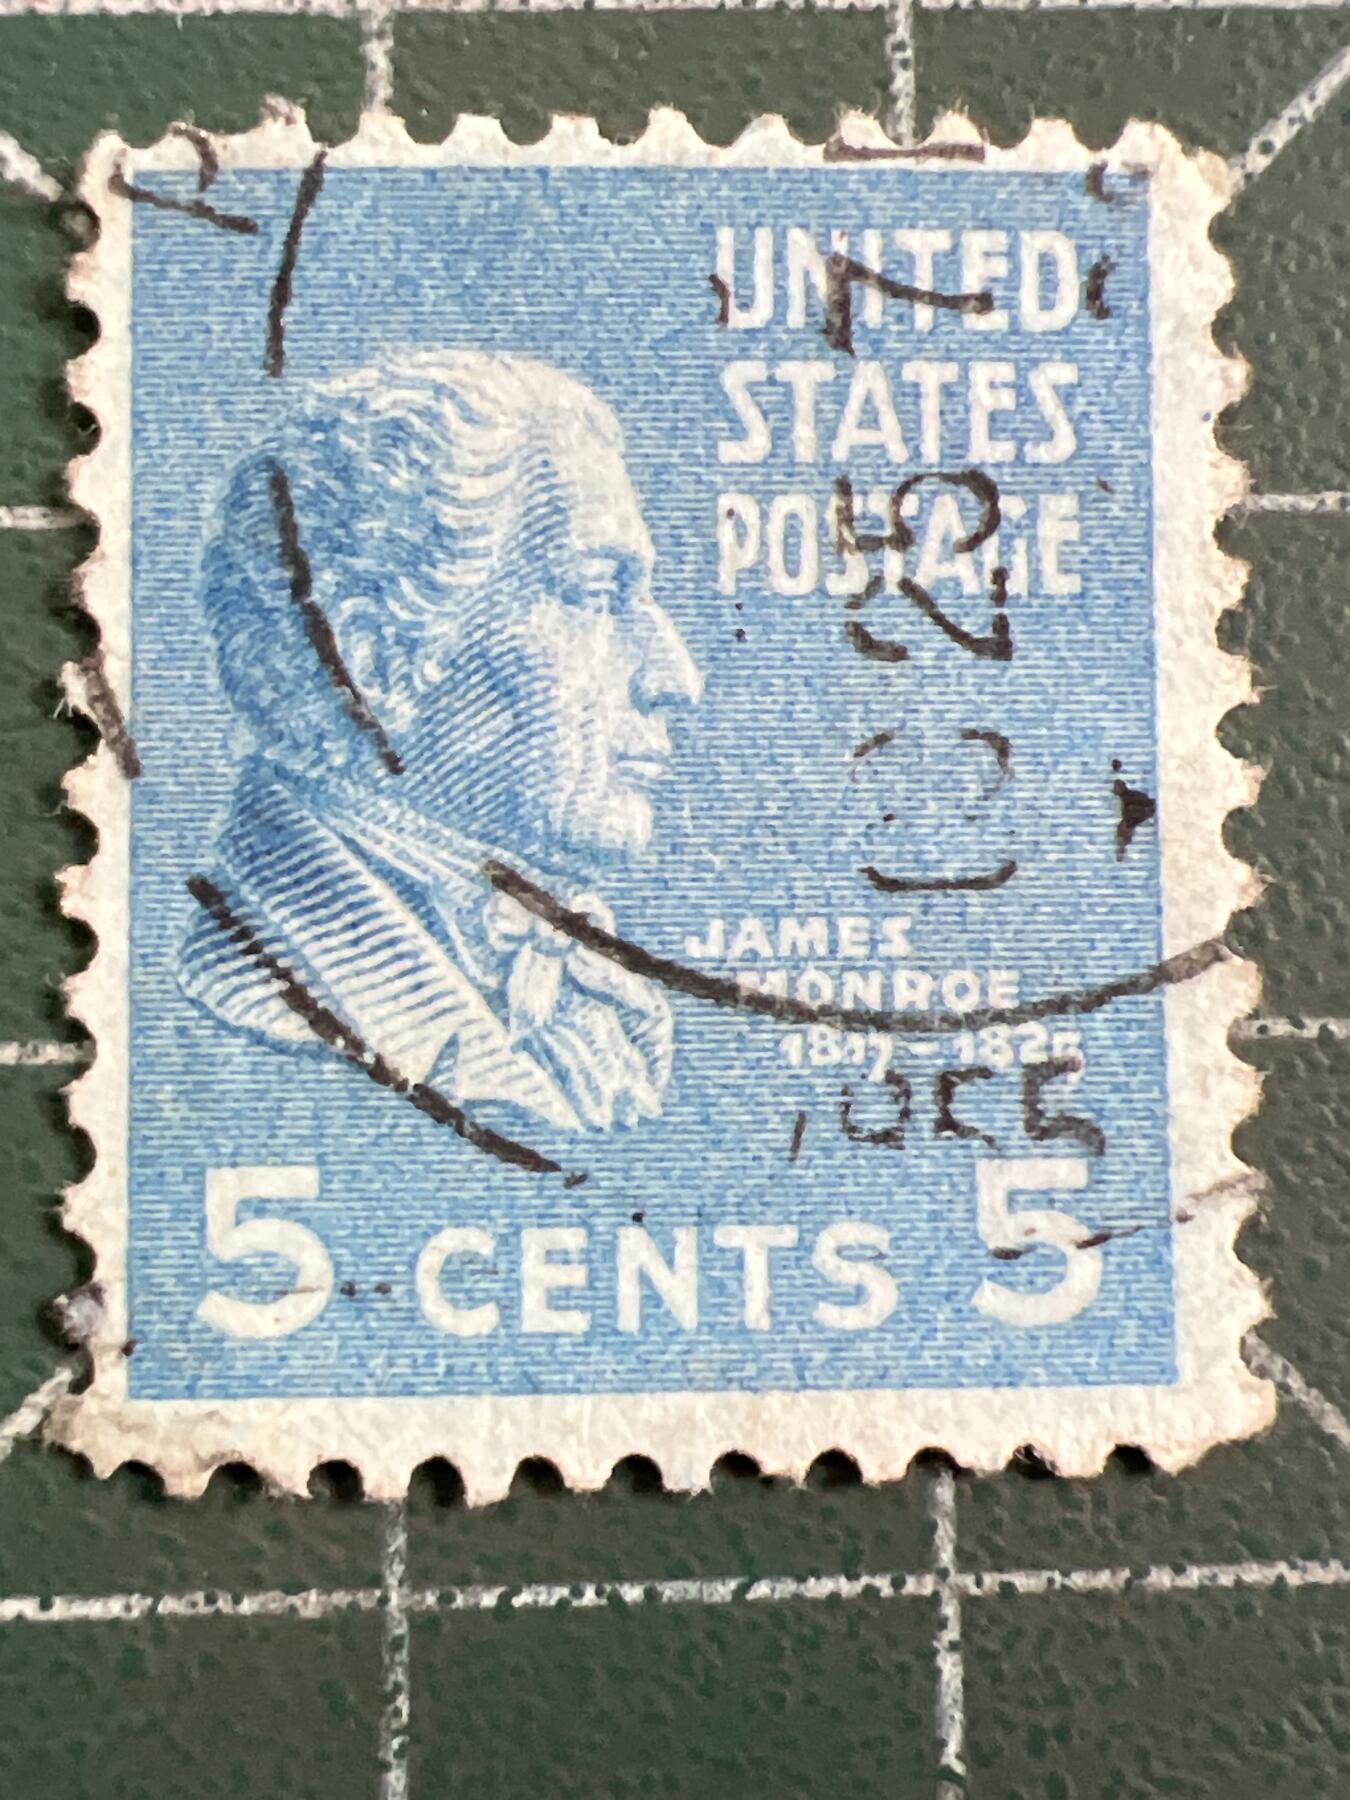 UNITED
STATES
POSTAGE
JAMES
MONROE
1817-1825
5 CENTS 5